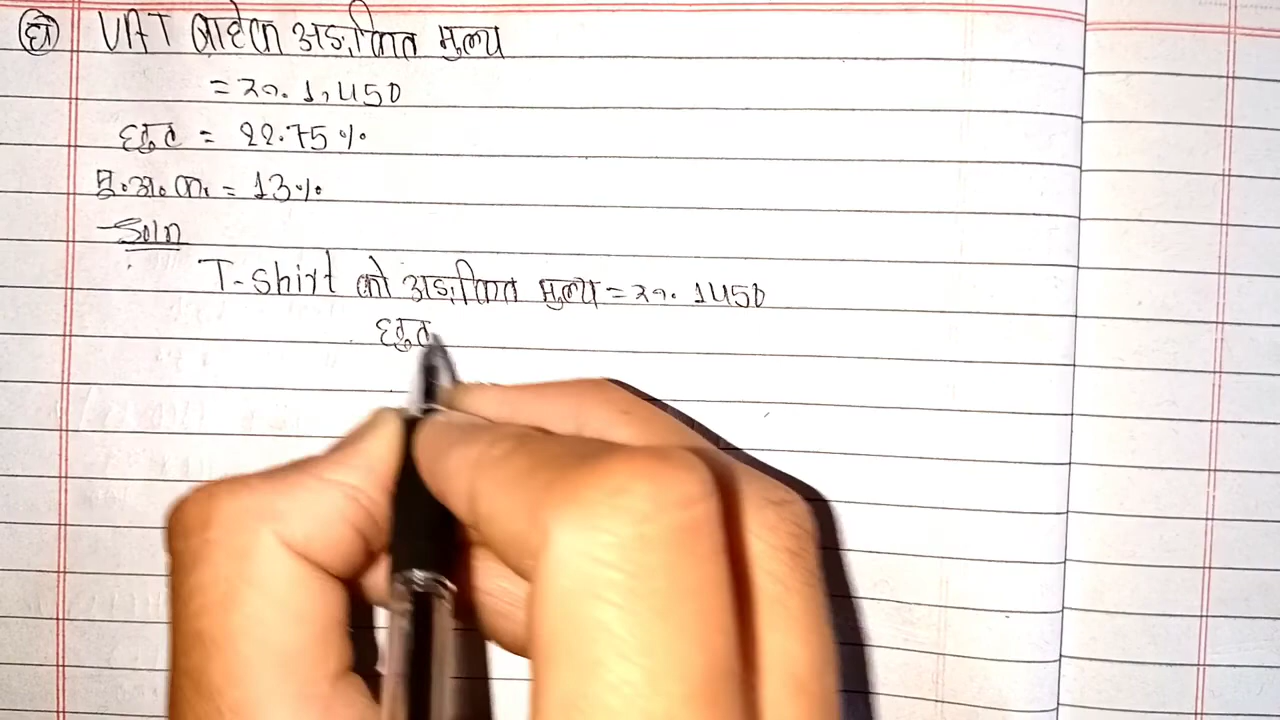 घ) VAT बाहेक अङ्कित मुल्य
= रु. 1,450
छुट = 22.75%
मु.अ.क. = 13%
Soln
T-shirt को अङ्कित मुल्य = रु. 1450
छुट